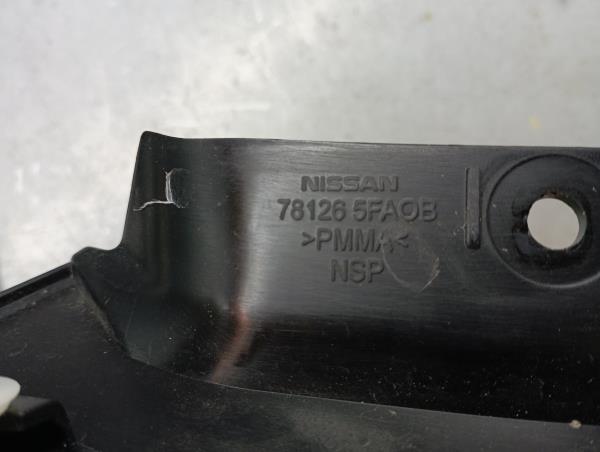 NISSAN
78126 5FA0B
>PMMA<
NSP